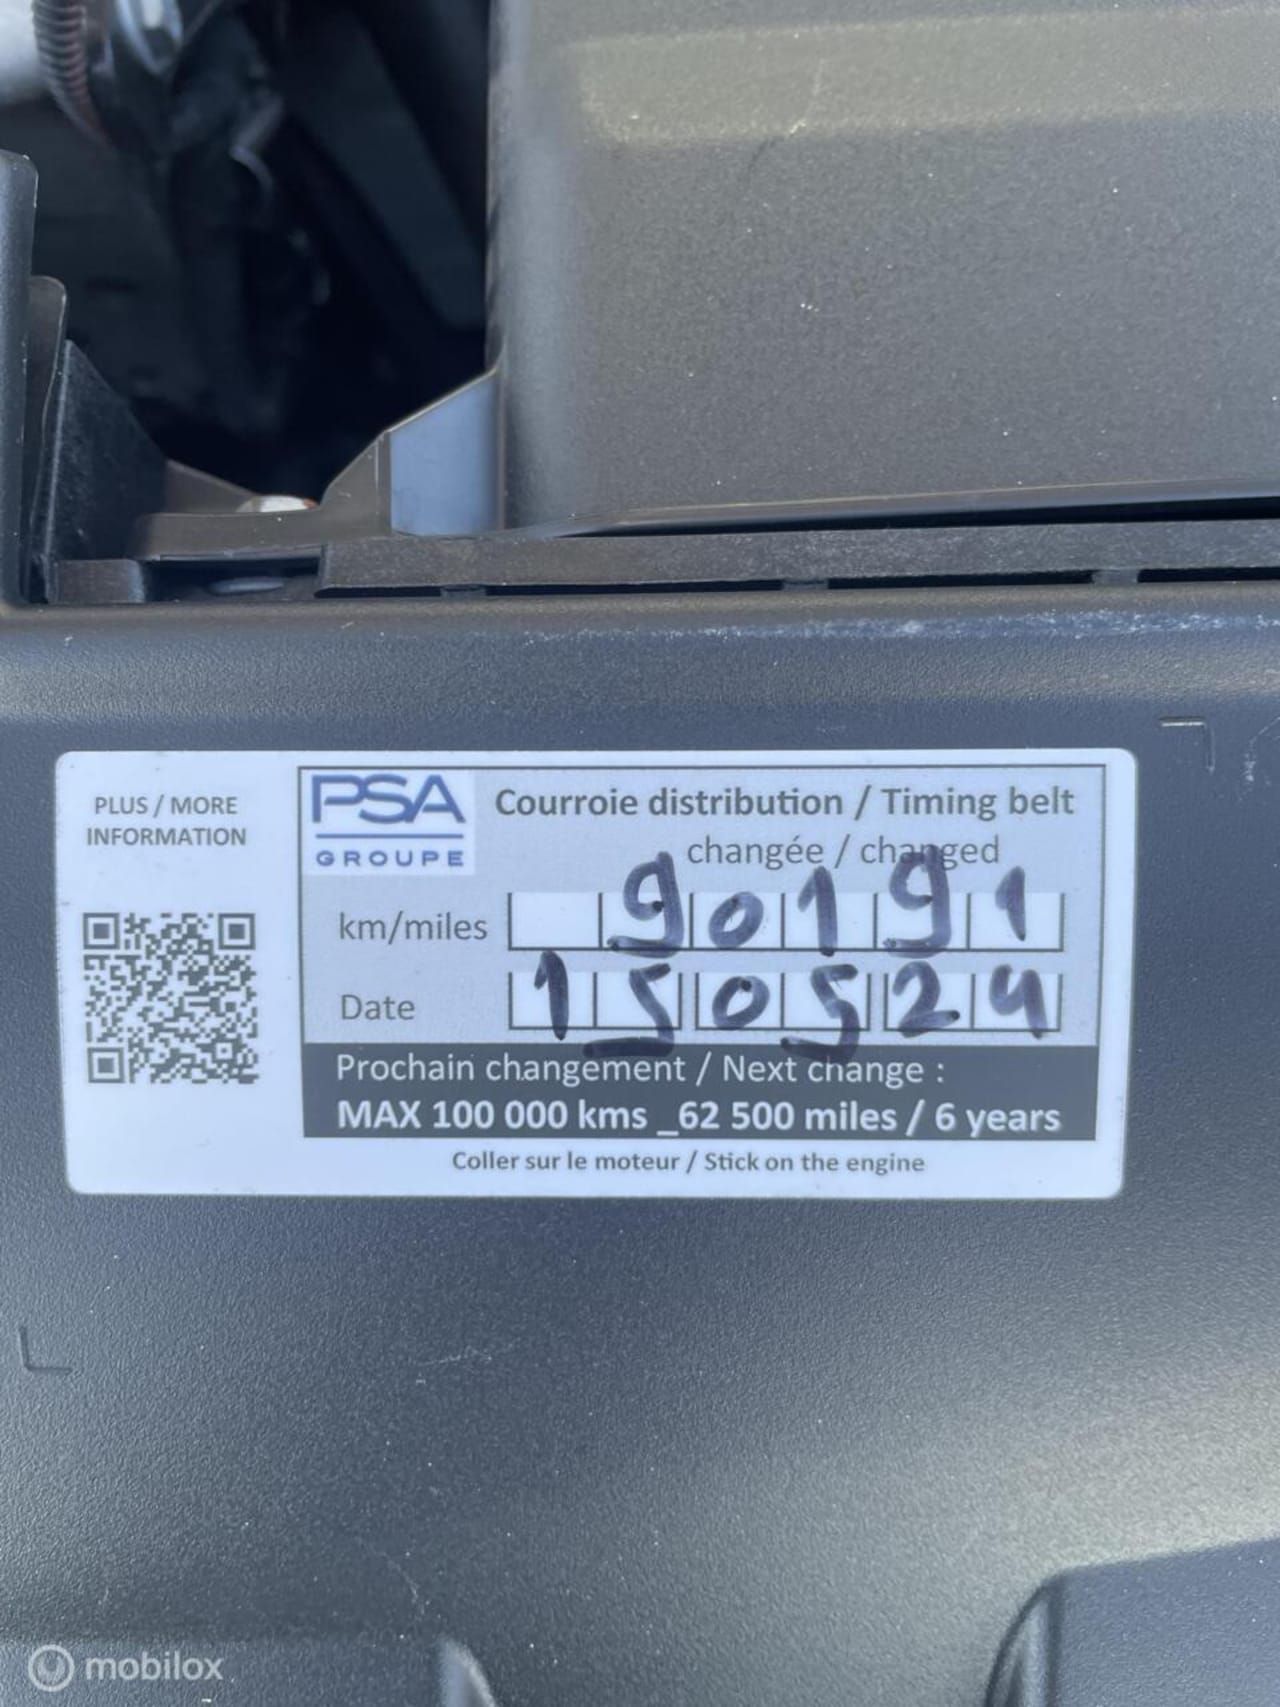 PLUS / MORE
INFORMATION
PSA
GROUPE
Courroie distribution / Timing belt
changée / changed
km/miles 90191
Date 150524
Prochain changement / Next change :
MAX 100 000 kms _62 500 miles / 6 years
Coller sur le moteur / Stick on the engine
mobilox